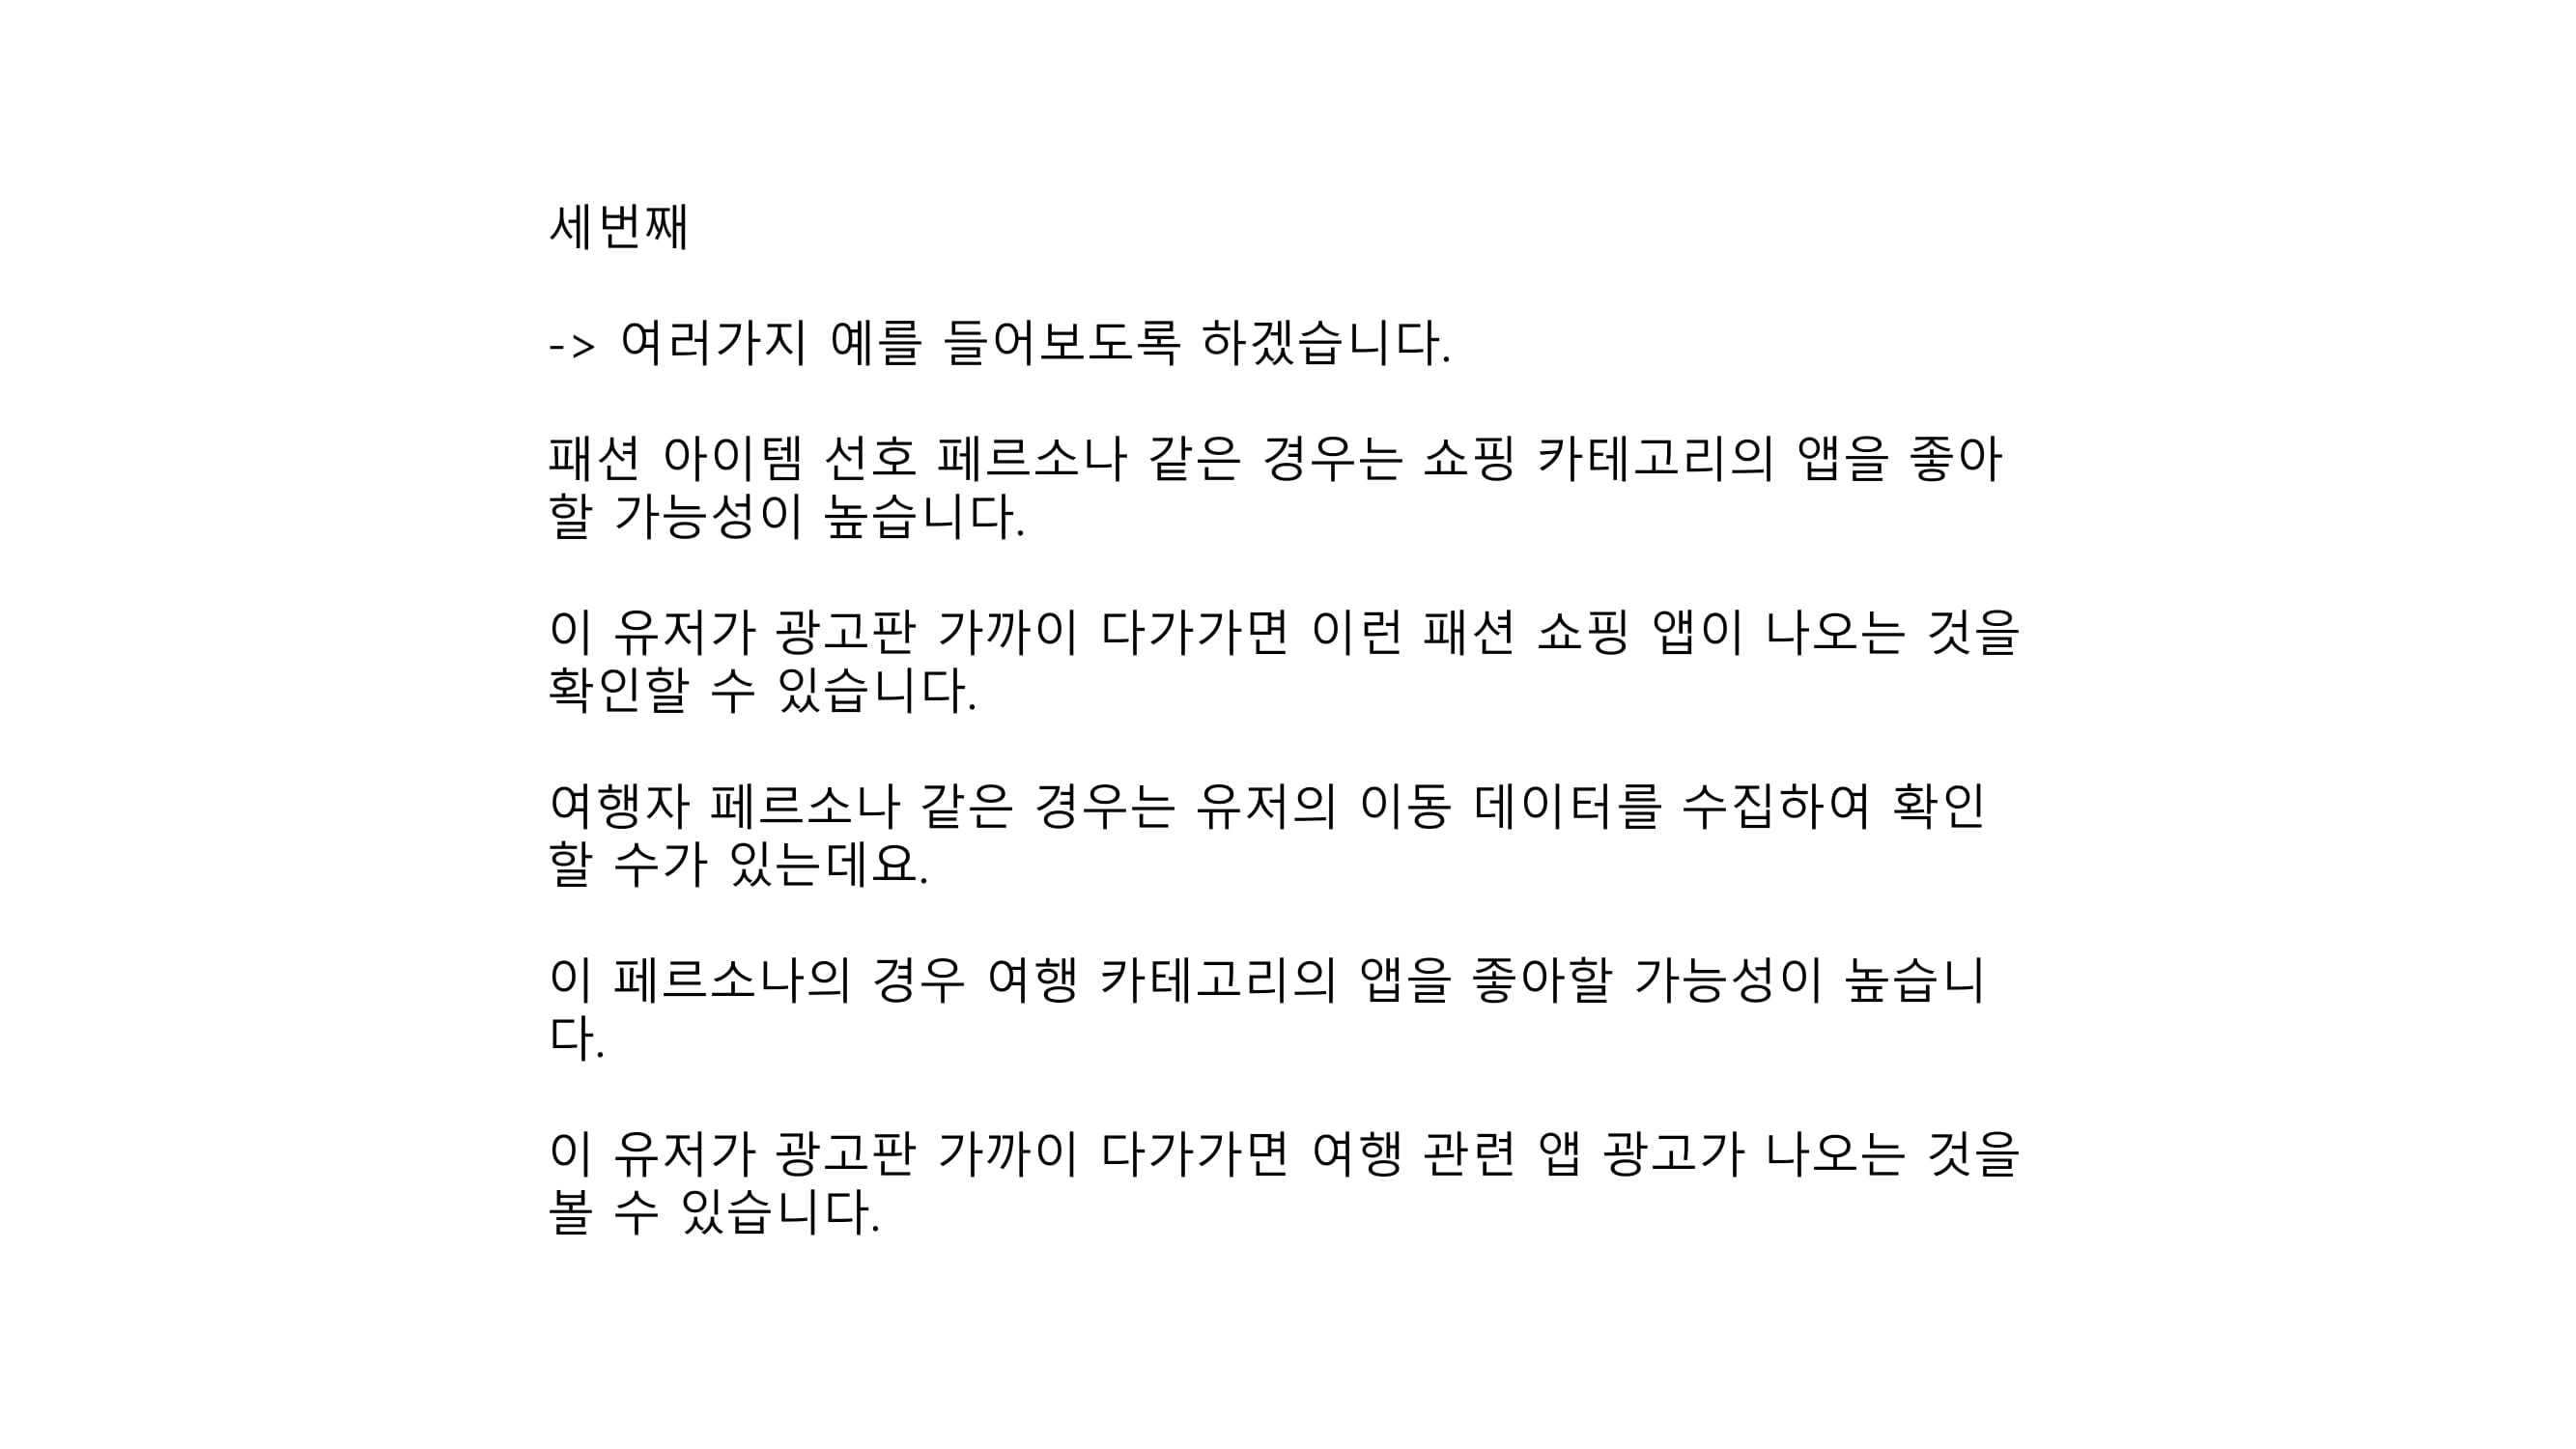 세번째
-> 여러가지 예를 들어보도록 하겠습니다.
패션 아이템 선호 페르소나 같은 경우는 쇼핑 카테고리의 앱을 좋아
할 가능성이 높습니다.
이 유저가 광고판 가까이 다가가면 이런 패션 쇼핑 앱이 나오는 것을
확인할 수 있습니다.
여행자 페르소나 같은 경우는 유저의 이동 데이터를 수집하여 확인
할 수가 있는데요.
이 페르소나의 경우 여행 카테고리의 앱을 좋아할 가능성이 높습니
다.
이 유저가 광고판 가까이 다가가면 여행 관련 앱 광고가 나오는 것을
볼 수 있습니다.